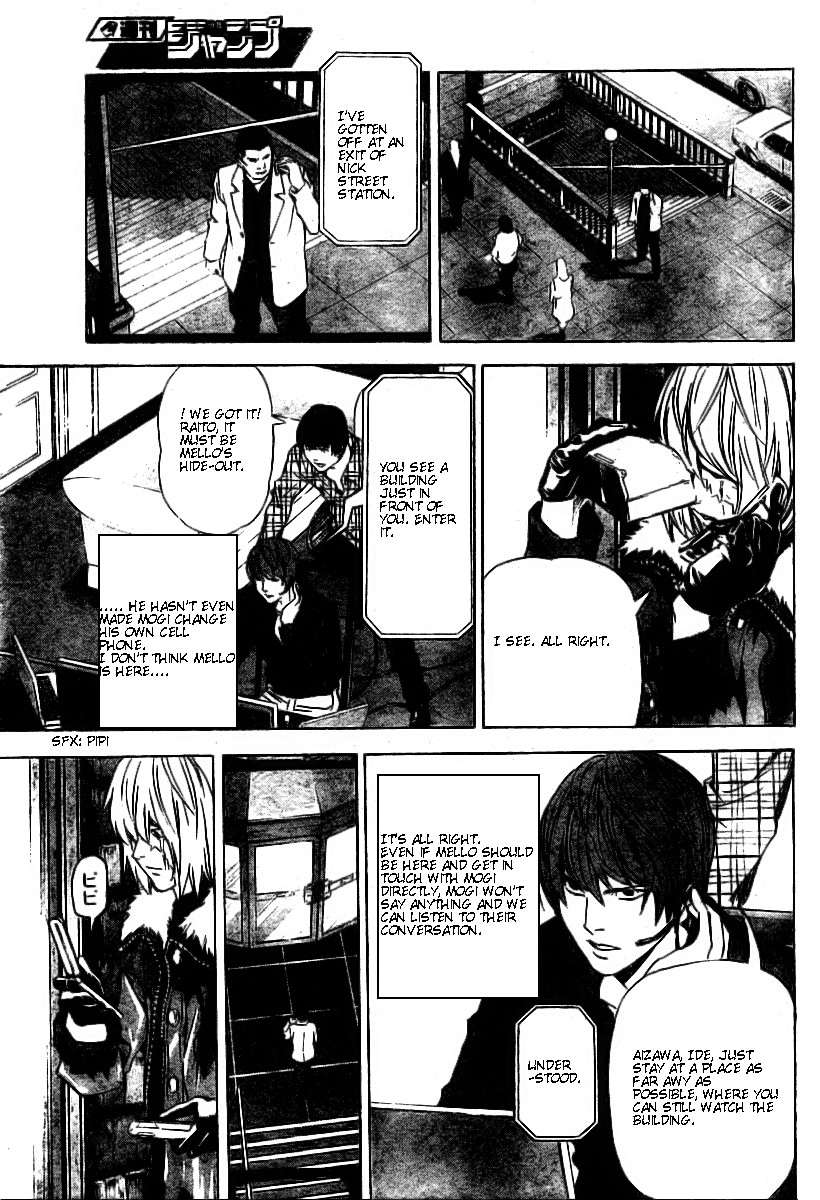 週刊
ジャンプ
I'VE
GOTTEN
OFF AT AN
EXIT OF
NICK
STREET
STATION.
I SEE. ALL RIGHT.
YOU SEE A
BUILDING
JUST IN
FRONT OF
YOU. ENTER
IT.
! WE GOT IT!
RAITO, IT
MUST BE
MELLO'S
HIDE-OUT.
..... HE HASN'T EVEN
MADE MOGI CHANGE
HIS OWN CELL
PHONE.
I DON'T THINK MELLO
IS HERE....
SFX: PIPI
IT'S ALL RIGHT.
EVEN IF MELLO SHOULD
BE HERE AND GET IN
TOUCH WITH MOGI
DIRECTLY, MOGI WON'T
SAY ANYTHING AND WE
CAN LISTEN TO THEIR
CONVERSATION.
AIZAWA, IDE, JUST
STAY AT A PLACE AS
FAR AWY AS
POSSIBLE, WHERE YOU
CAN STILL WATCH THE
BUILDING.
UNDER
-STOOD.
ピピ